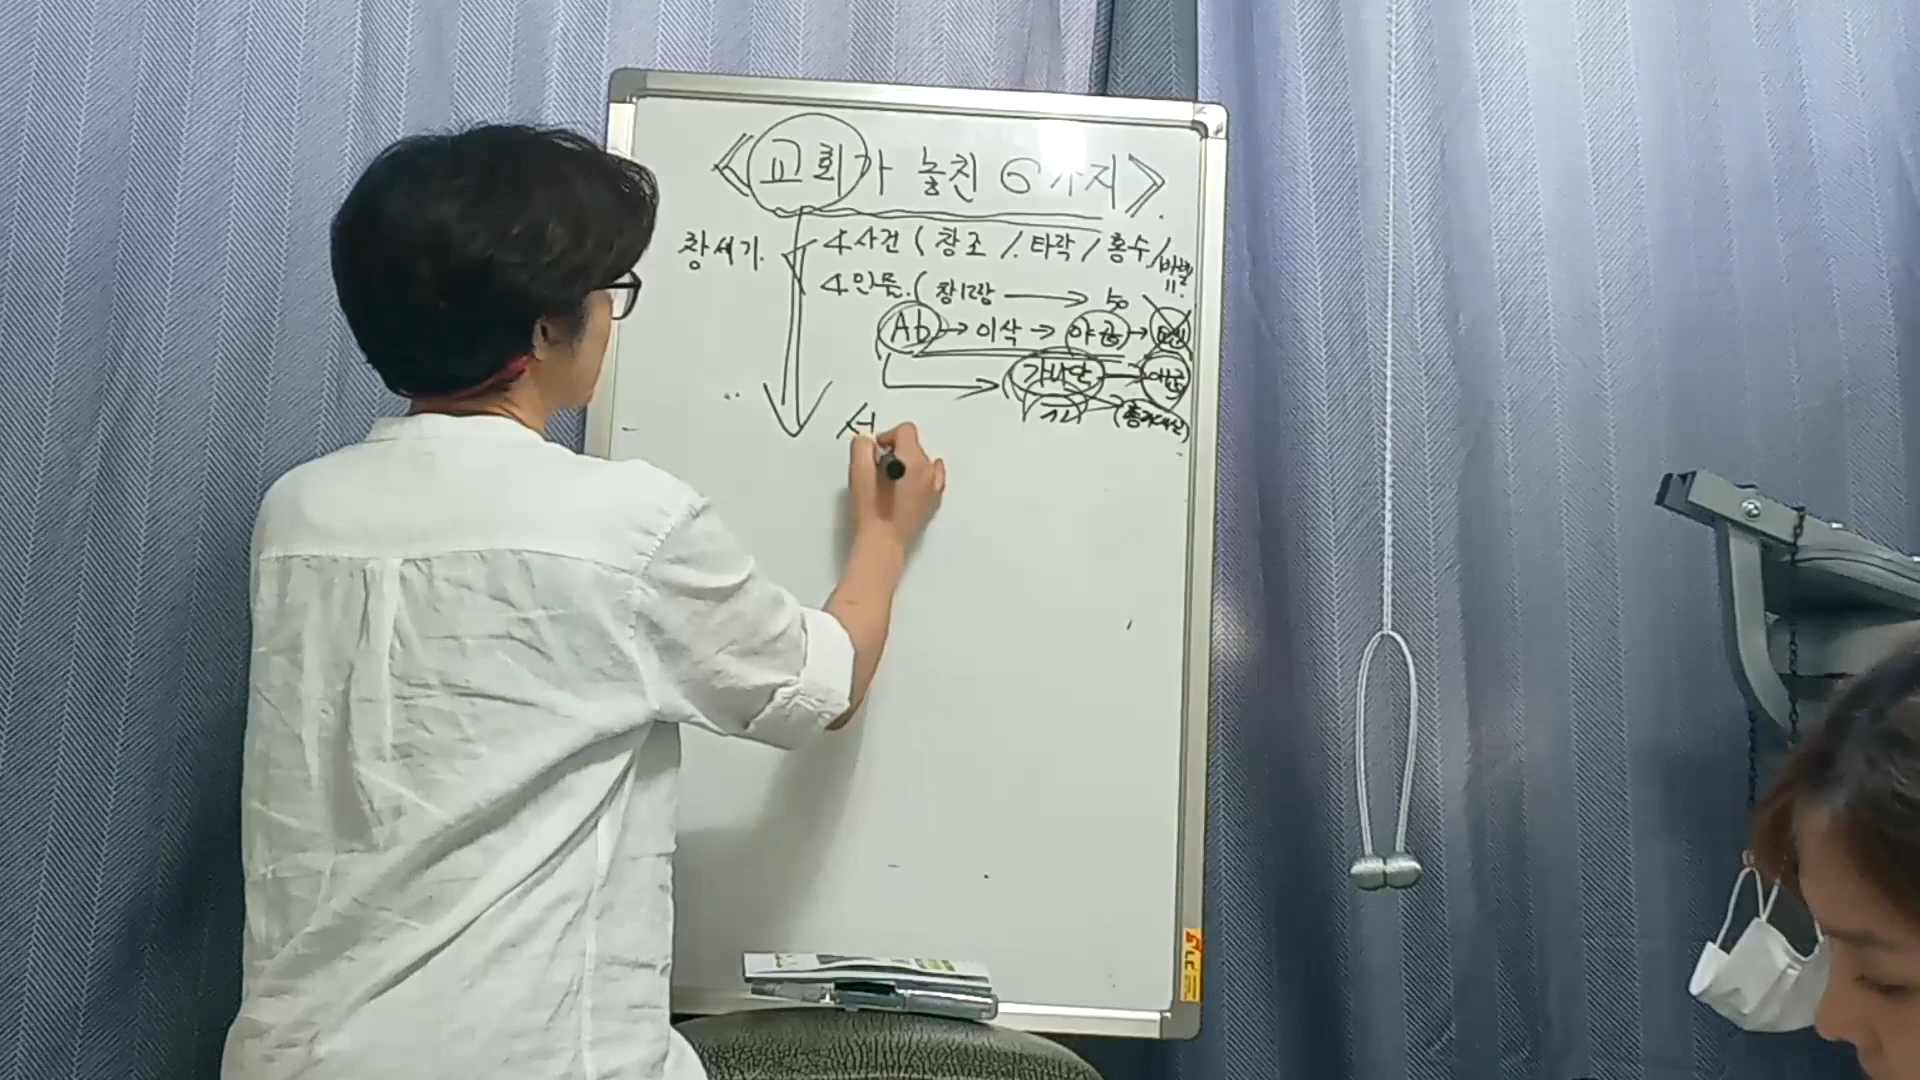 《교회가 놓친 6가지》.
창세기. 4사건 (창조 / 타락 / 홍수 / 바벨
4인물. (창12장 → 50
Ab → 이삭 → 야곱 → 요셉
가나안 →
서
LC